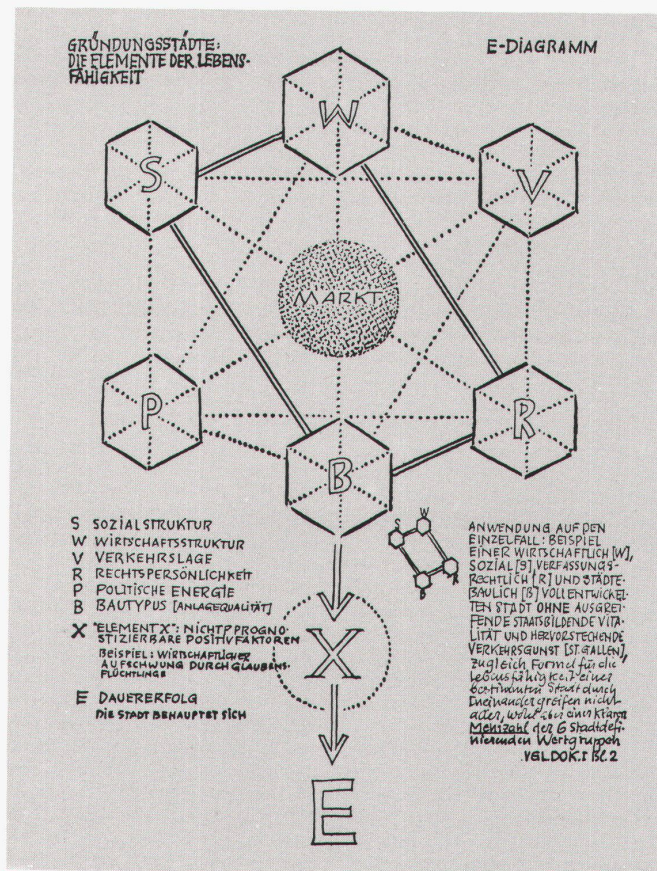 GRÜNDUNGSSTÄDTE:
DIE ELEMENTE DER LEBENS-
FÄHIGKEIT
E-DIAGRAMM
W
S
V
MARKT
P
R
B
S SOZIALSTRUKTUR
W WIRTSCHAFTSSTRUKTUR
V VERKEHRSLAGE
R RECHTSPERSÖNLICHKEIT
P POLITISCHE ENERGIE
B BAUTYPUS [ANLAGEQUALITÄT]
X "ELEMENT X": NICHT PROGNO-
STIZIERBARE POSITIVFAKTOREN
BEISPIEL: WIRTSCHAFTLICHER
AUFSCHWUNG DURCH GLAUBENS-
FLÜCHTLINGE
E DAUERERFOLG
DIE STADT BEHAUPTET SICH
X
E
S
W
B
R
ANWENDUNG AUF DEN
EINZELFALL: BEISPIEL
EINER WIRTSCHAFTLICH [W],
SOZIAL [S] VERFASSUNGS-
RECHTLICH [R] UND STÄDTE-
BAULICH [B] VOLL ENTWICKEL-
TEN STADT OHNE AUSGREI-
FENDE STAATSBILDENDE VITA-
LITÄT UND HERVORSTECHENDE
VERKEHRSGUNST [ST. GALLEN],
zugleich Formel für die
Lebensfähigkeit einer
bestimmten Stadt durch
Ineinandergreifen nicht
aller, wohl aber einer klaren
Mehrzahl der 6 Stadtdefi-
nierenden Wertgruppen
VGL. DOK. I Bl. 2